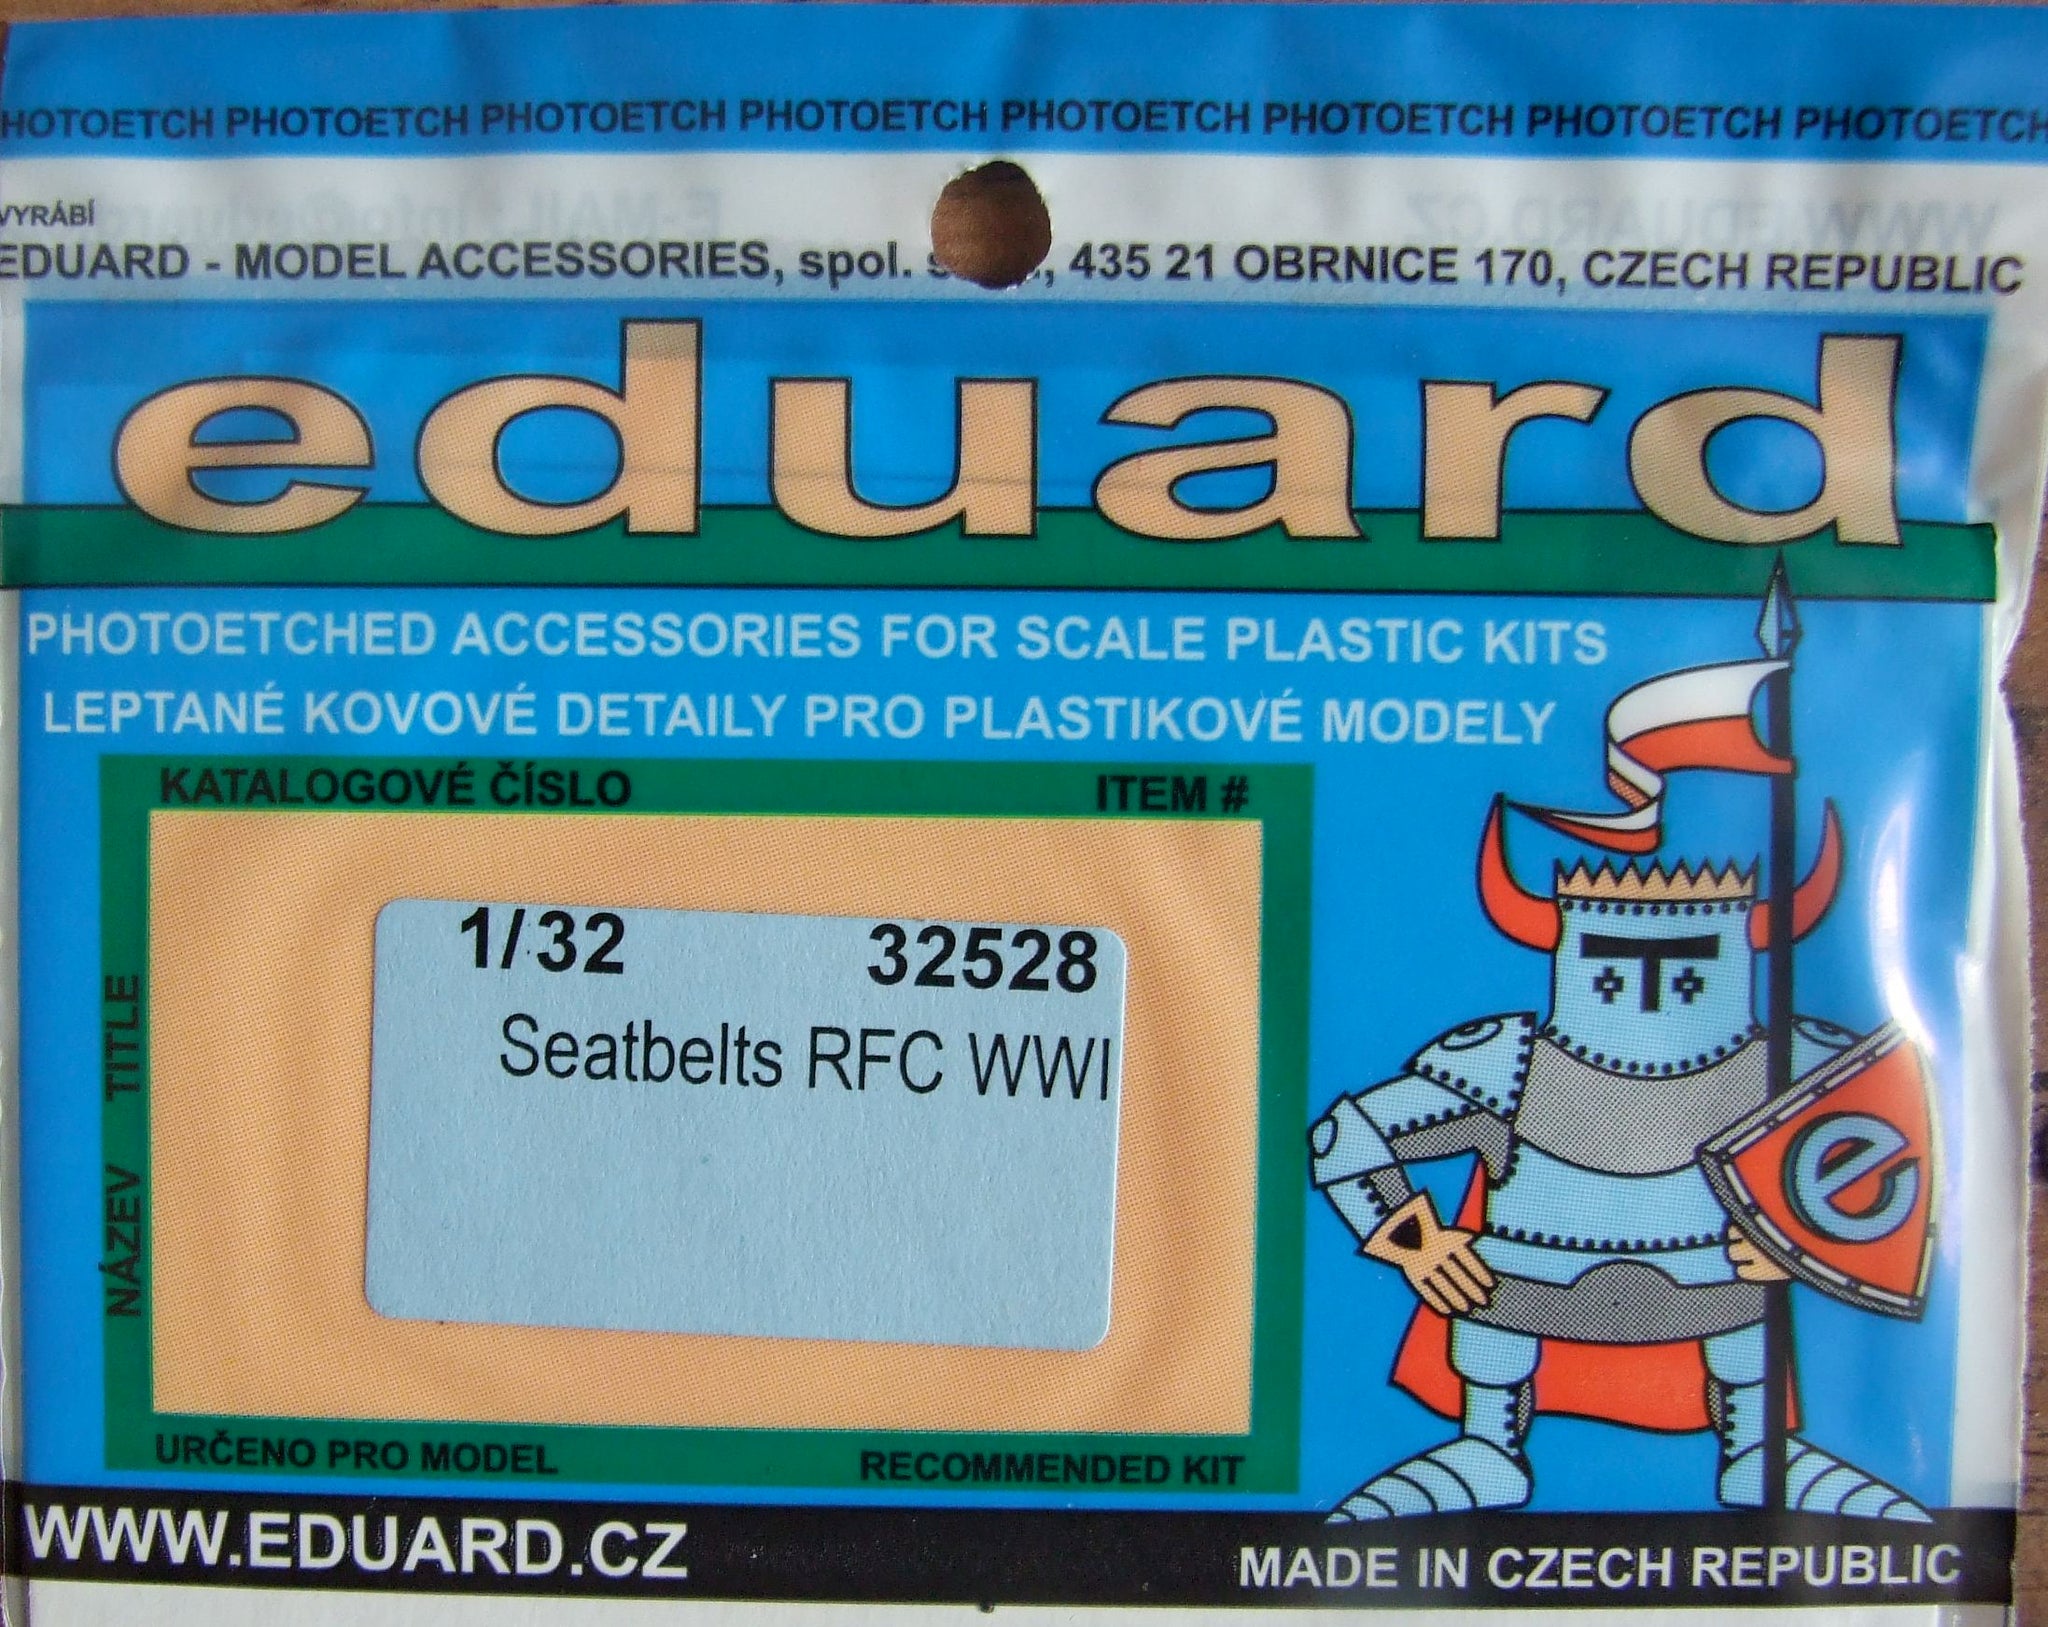 PHOTOETCH PHOTOETCH PHOTOETCH PHOTOETCH PHOTOETCH PHOTOETCH PHOTOETCH
VYRÁBÍ
EDUARD - MODEL ACCESSORIES, spol. 435 21 OBRNICE 170, CZECH REPUBLIC
eduard
PHOTOETCHED ACCESSORIES FOR SCALE PLASTIC KITS
LEPTANÉ KOVOVÉ DETAILY PRO PLASTIKOVÉ MODELY
KATALOGOVÉ ČÍSLO ITEM #
NÁZEV TITLE
1/32 32528
Seatbelts RFC WWI
e
URČENO PRO MODEL RECOMMENDED KIT
WWW.EDUARD.CZ
MADE IN CZECH REPUBLIC